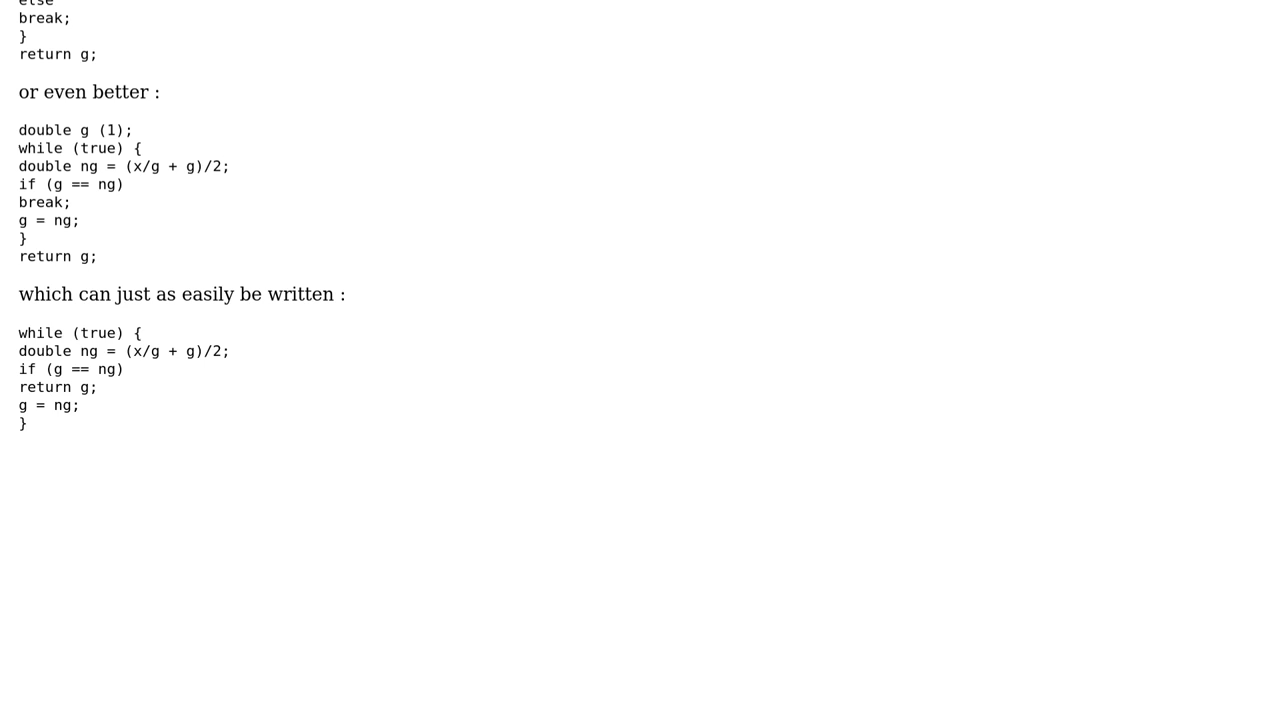 else
break;
}
return g;
or even better :
double g (1);
while (true) {
double ng = (x/g + g)/2;
if (g == ng)
break;
g = ng;
}
return g;
which can just as easily be written :
while (true) {
double ng = (x/g + g)/2;
if (g == ng)
return g;
g = ng;
}